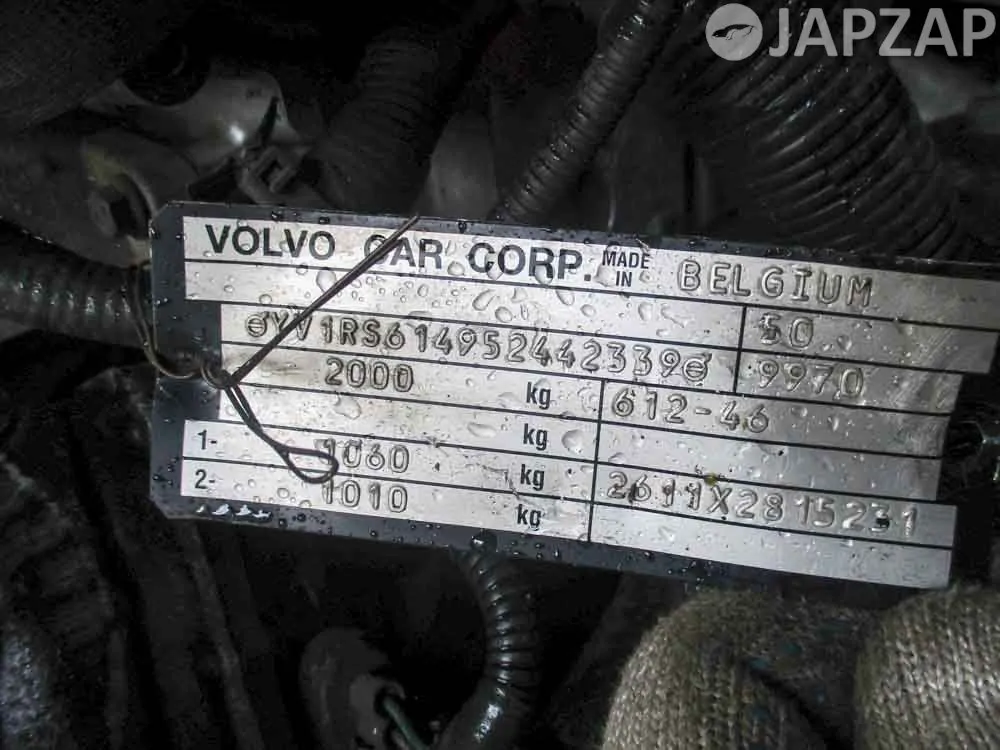 JAPZAP
VOLVO CAR CORP. MADE IN BELGIUM
YV1RS614952442339 50
2000 kg 9970
kg 612-46
1- 1060 kg
2- 1010 kg 2611X2815231